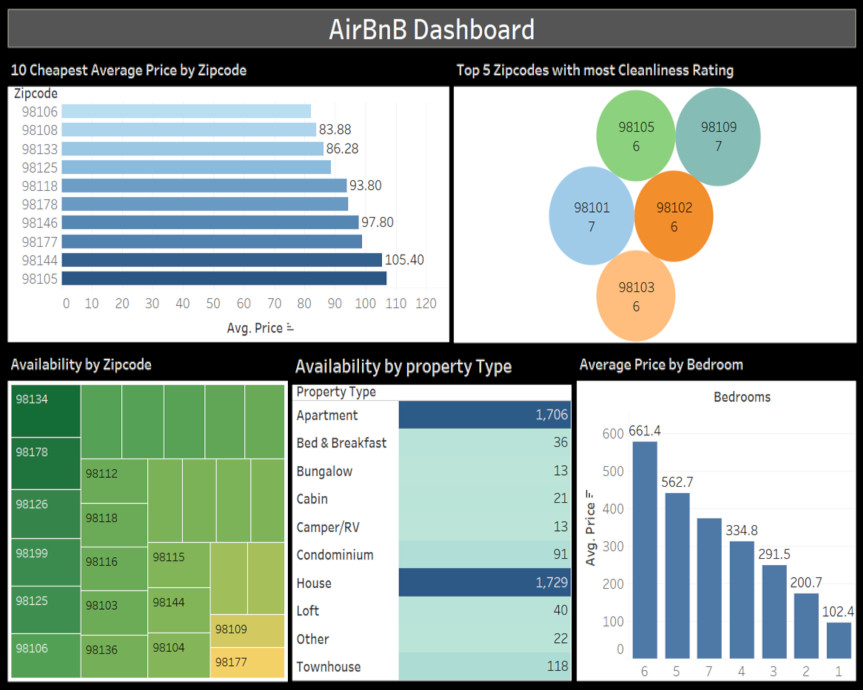 AirBnB Dashboard
10 Cheapest Average Price by Zipcode
Zipcode
98106
98108 83.88
98133 86.28
98125
98118 93.80
98178
98146 97.80
98177
98144 105.40
98105
0 10 20 30 40 50 60 70 80 90 100 110 120
Avg. Price
Top 5 Zipcodes with most Cleanliness Rating
98105
6
98109
7
98101
7
98102
6
98103
6
Availability by Zipcode
98134
98178
98126
98199
98125
98106
98112
98118
98116
98103
98136
98115
98144
98104
98109
98177
Availability by property Type
Property Type
Apartment 1,706
Bed & Breakfast 36
Bungalow 13
Cabin 21
Camper/RV 13
Condominium 91
House 1,729
Loft 40
Other 22
Townhouse 118
Average Price by Bedroom
Bedrooms
Avg. Price
600
500
400
300
200
100
0
661.4
562.7
334.8
291.5
200.7
102.4
6 5 7 4 3 2 1